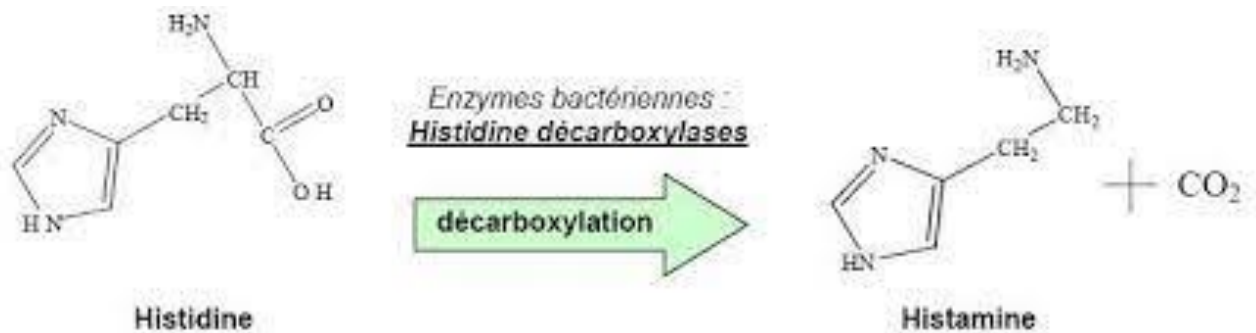 H₂N
CH
O
N
CH₂
C
OH
HN
Histidine
Enzymes bactériennes :
Histidine décarboxylases
décarboxylation
H₂N
CH₂
CH₂
N
HN
+ CO₂
Histamine